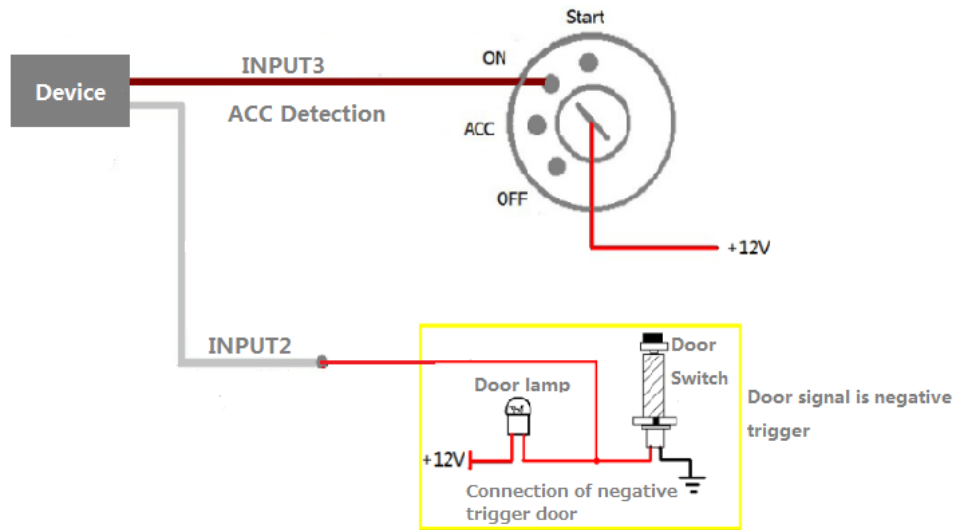 Start
ON
INPUT3
Device
ACC Detection
ACC
OFF
+12V
INPUT2
Door
Switch
Door lamp
Door signal is negative
trigger
+12V
Connection of negative
trigger door